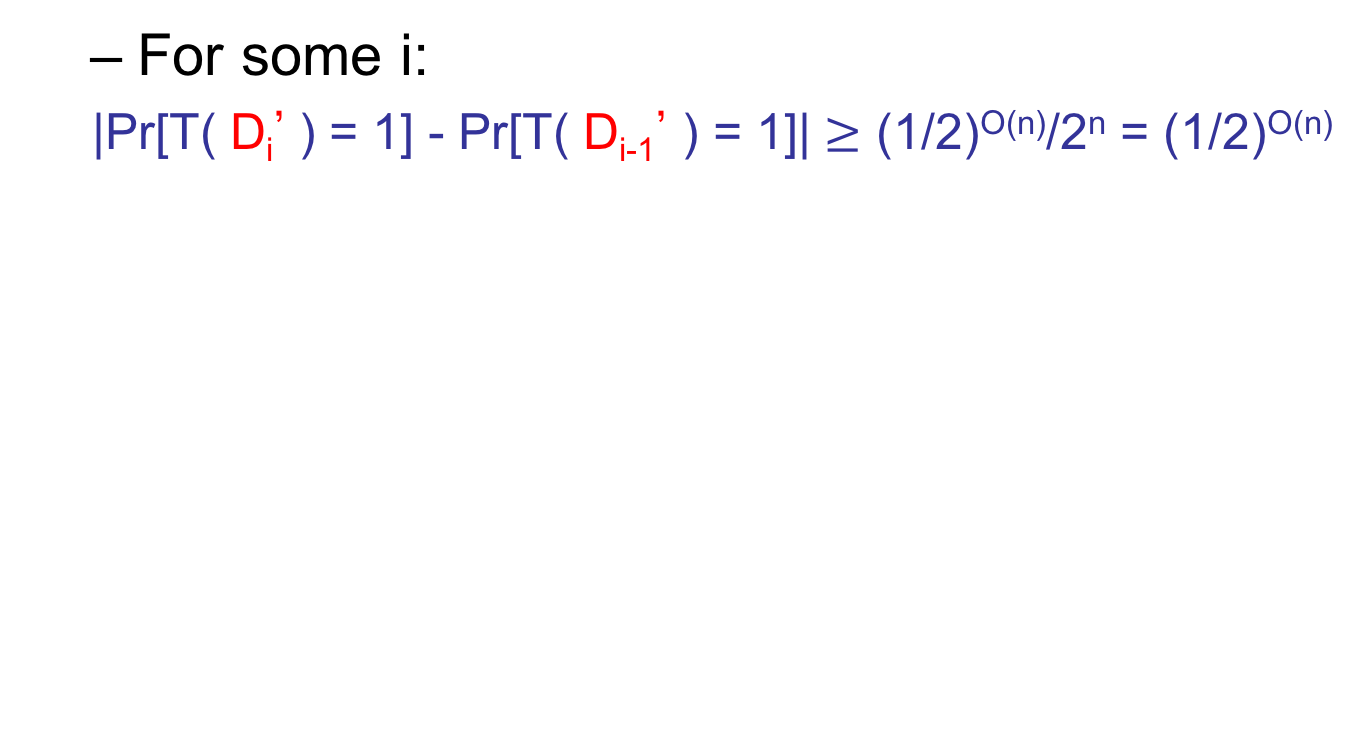 – For some i:
|Pr[T( Dᵢ’ ) = 1] - Pr[T( Dᵢ₋₁’ ) = 1]| ≥ (1/2)ᴼ⁽ⁿ⁾/2ⁿ = (1/2)ᴼ⁽ⁿ⁾